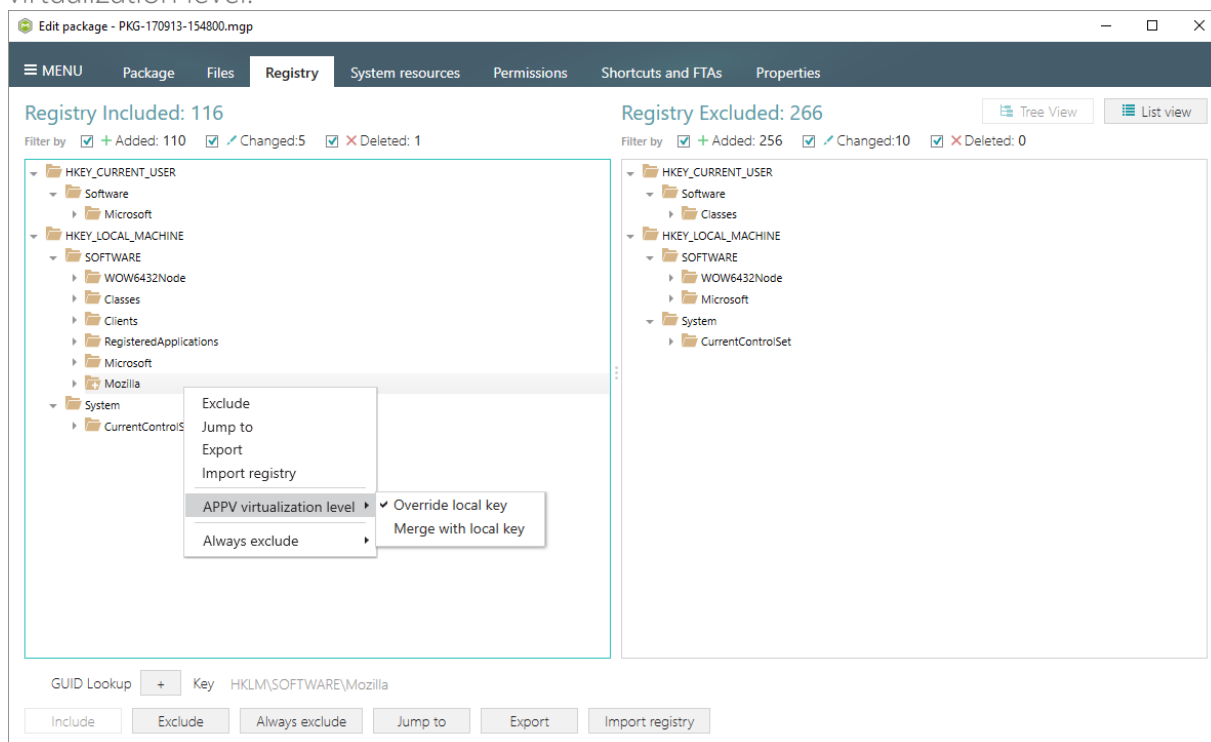 virtualization level.
Edit package - PKG-170913-154800.mgp
MENU Package Files Registry System resources Permissions Shortcuts and FTAs Properties
Registry Included: 116
Filter by + Added: 110 Changed:5 Deleted: 1
HKEY_CURRENT_USER
Software
Microsoft
HKEY_LOCAL_MACHINE
SOFTWARE
WOW6432Node
Classes
Clients
RegisteredApplications
Microsoft
Mozilla
System
CurrentControlS
Exclude
Jump to
Export
Import registry
APPV virtualization level
Always exclude
Override local key
Merge with local key
Registry Excluded: 266
Tree View List view
Filter by + Added: 256 Changed:10 Deleted: 0
HKEY_CURRENT_USER
Software
Classes
HKEY_LOCAL_MACHINE
SOFTWARE
WOW6432Node
Microsoft
System
CurrentControlSet
GUID Lookup + Key HKLM\SOFTWARE\Mozilla
Include Exclude Always exclude Jump to Export Import registry